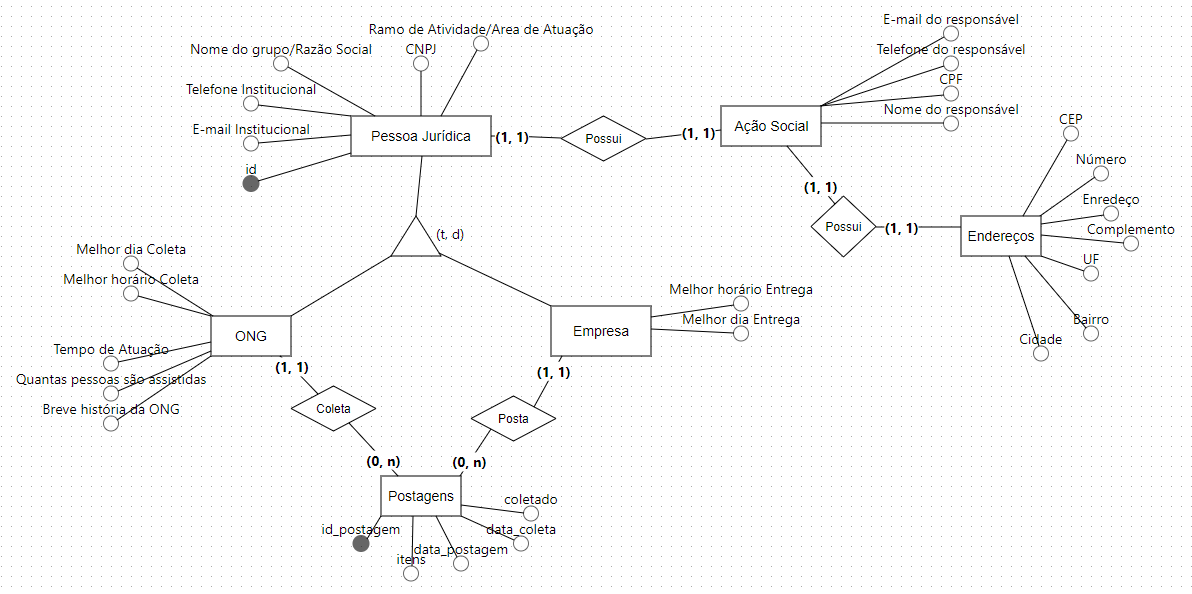 E-mail do responsável
Ramo de Atividade/Area de Atuação
Nome do grupo/Razão Social
CNPJ
Telefone do responsável
Telefone Institucional
CPF
E-mail Institucional
Nome do responsável
id
Pessoa Jurídica
(1, 1)
Possui
(1, 1)
Ação Social
CEP
Número
Enredeço
Complemento
UF
Bairro
Cidade
(1, 1)
Possui
(1, 1)
Endereços
(t, d)
Melhor dia Coleta
Melhor horário Coleta
Tempo de Atuação
Quantas pessoas são assistidas
Breve história da ONG
ONG
Melhor horário Entrega
Melhor dia Entrega
Empresa
(1, 1)
(1, 1)
Coleta
Posta
(0, n)
(0, n)
Postagens
coletado
id_postagem
data_coleta
data_postagem
itens